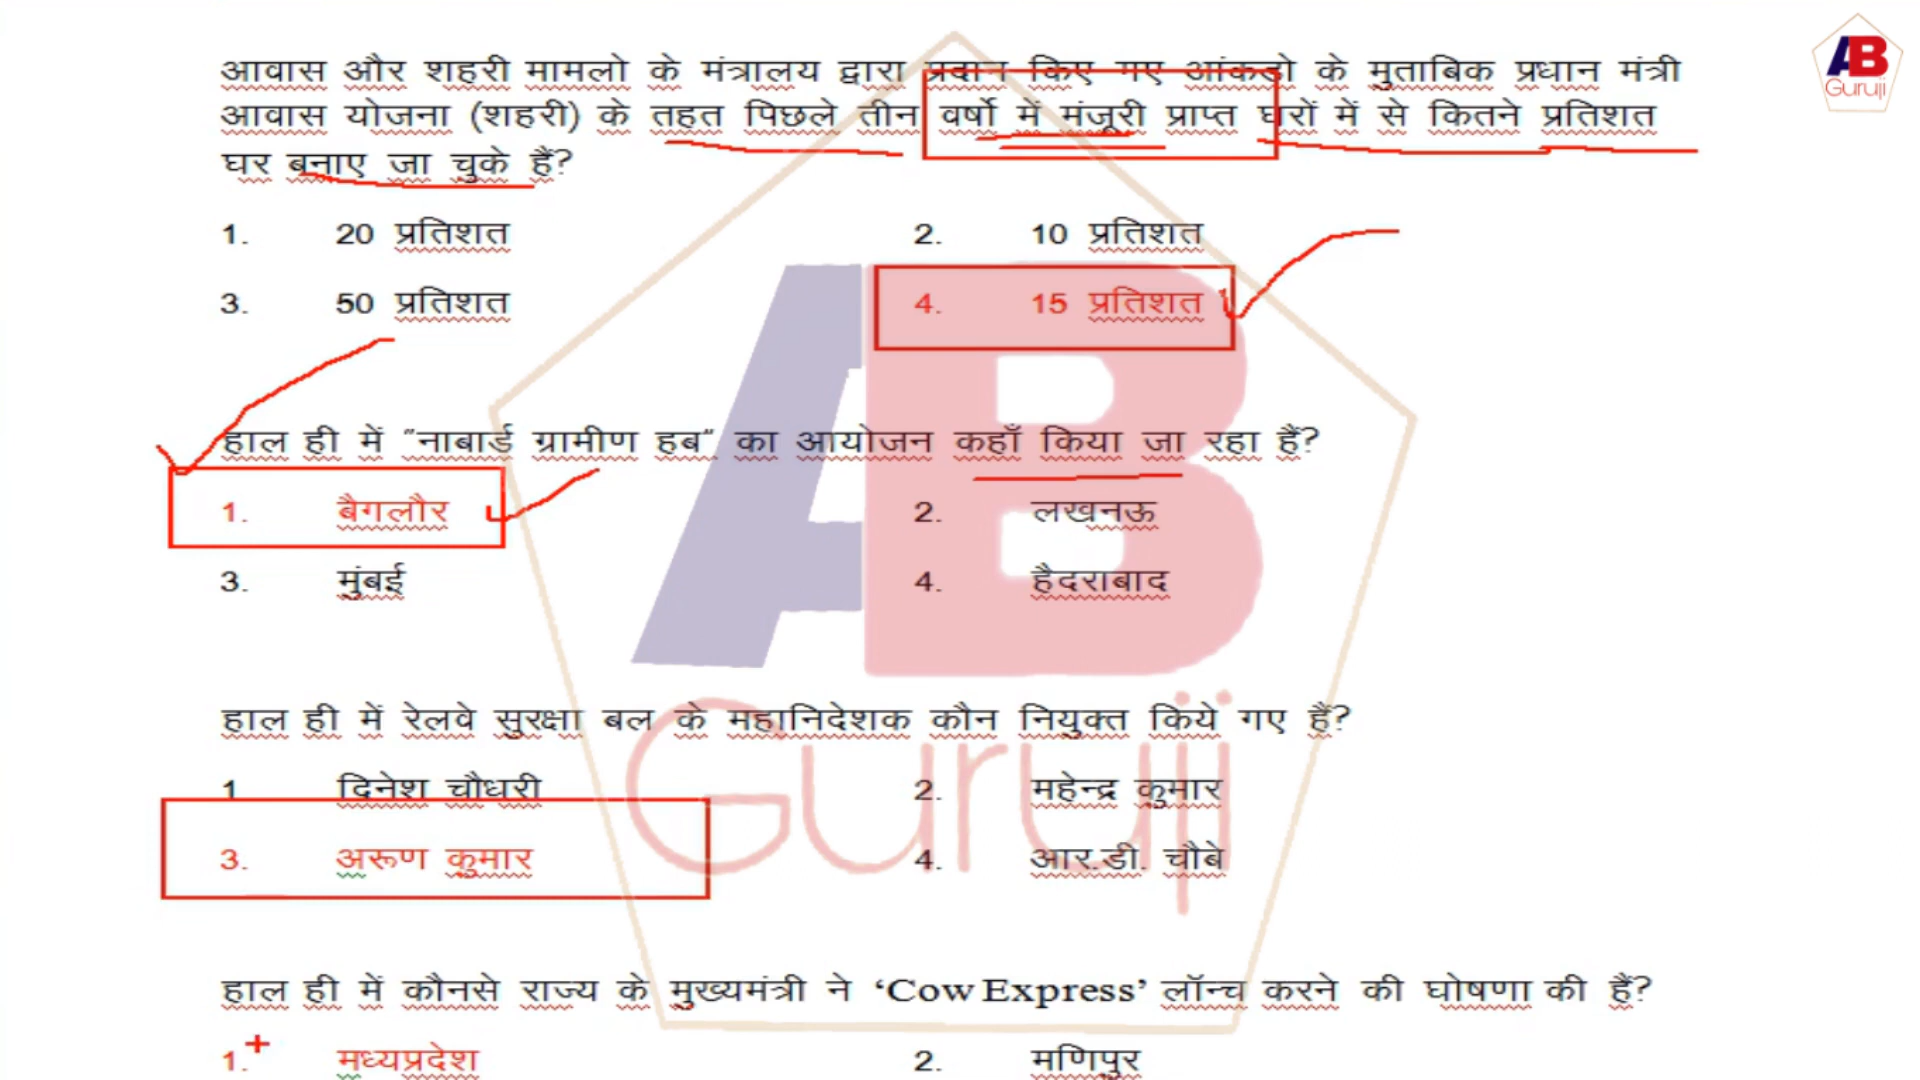 AB
Guruji
आवास और शहरी मामलो के मंत्रालय द्वारा प्रदान किए गए आंकडो के मुताबिक प्रधान मंत्री
आवास योजना (शहरी) के तहत पिछले तीन वर्षो में मंजूरी प्राप्त घरों में से कितने प्रतिशत
घर बनाए जा चुके हैं?
1. 20 प्रतिशत 2. 10 प्रतिशत
3. 50 प्रतिशत 4. 15 प्रतिशत
हाल ही में "नाबार्ड ग्रामीण हब" का आयोजन कहाँ किया जा रहा हैं?
1. बैगलौर 2. लखनऊ
3. मुंबई 4. हैदराबाद
हाल ही में रेलवे सुरक्षा बल के महानिदेशक कौन नियुक्त किये गए हैं?
1 दिनेश चौधरी 2. महेन्द्र कुमार
3. अरूण कुमार 4. आर.डी. चौबे
हाल ही में कौनसे राज्य के मुख्यमंत्री ने ‘Cow Express’ लॉन्च करने की घोषणा की हैं?
1. मध्यप्रदेश 2. मणिपुर
AB
Guruji